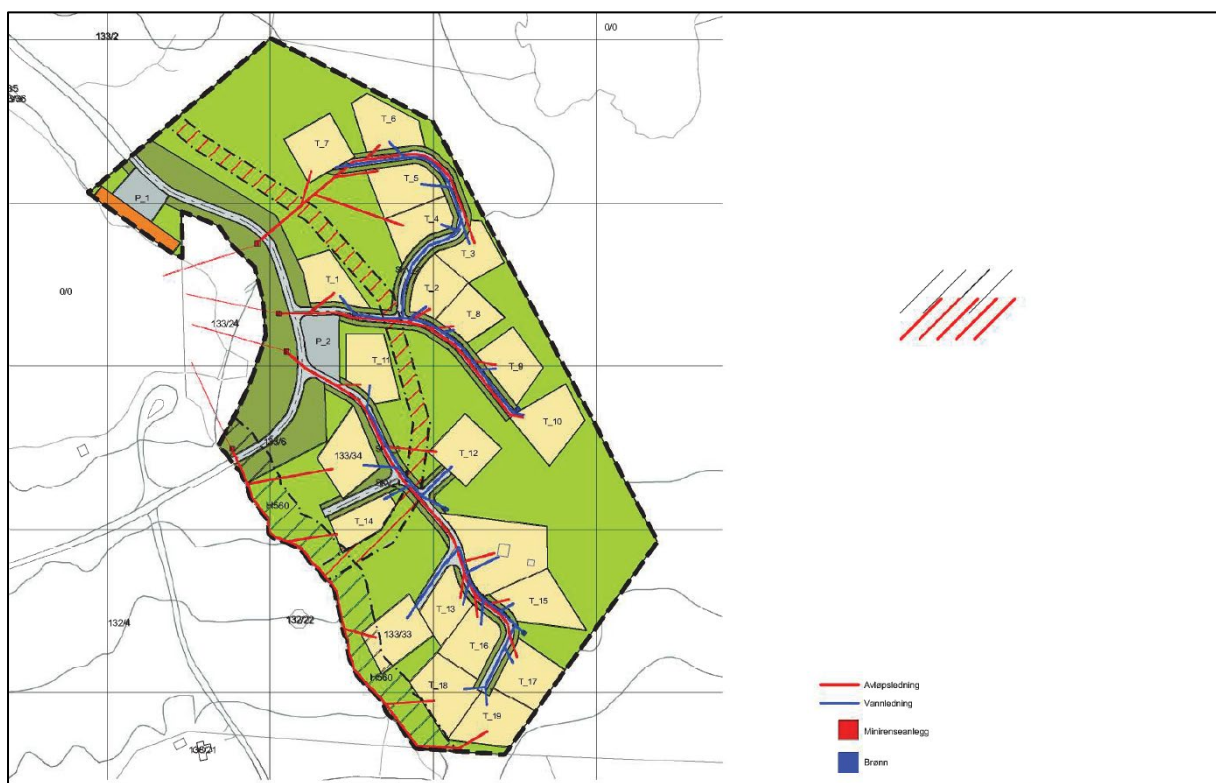 0/0
133/2
T_6
T_7
P_1
T_5
T_4
T_3
T_1
T_2
0/0
133/24
T_8
P_2
T_11
T_9
T_10
T_12
133/34
H560
T_14
T_15
T_13
132/4
132/22
133/33
T_16
H560
T_18
T_17
T_19
Avløpsledning
Vannledning
Minirenseanlegg
Brønn